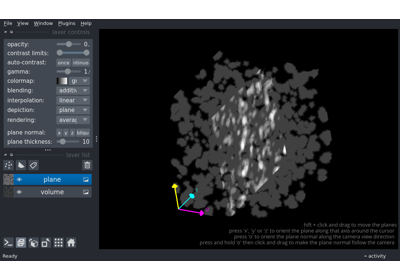 File View Window Plugins Help
layer controls
opacity: 0.
contrast limits:
auto-contrast: once
gamma: 1.
colormap: gr
blending: additiv
interpolation: linear
depiction: plane
rendering: averag
plane normal: x y z
plane thickness: 10
layer list
plane
volume
hift + click and drag to move the plane
press 'x', 'y' or 'z' to orient the plane along that axis around the cursor
press 'o' to orient the plane normal along the camera view direction
press and hold 'o' then click and drag to make the plane normal follow the camera
Ready
activity